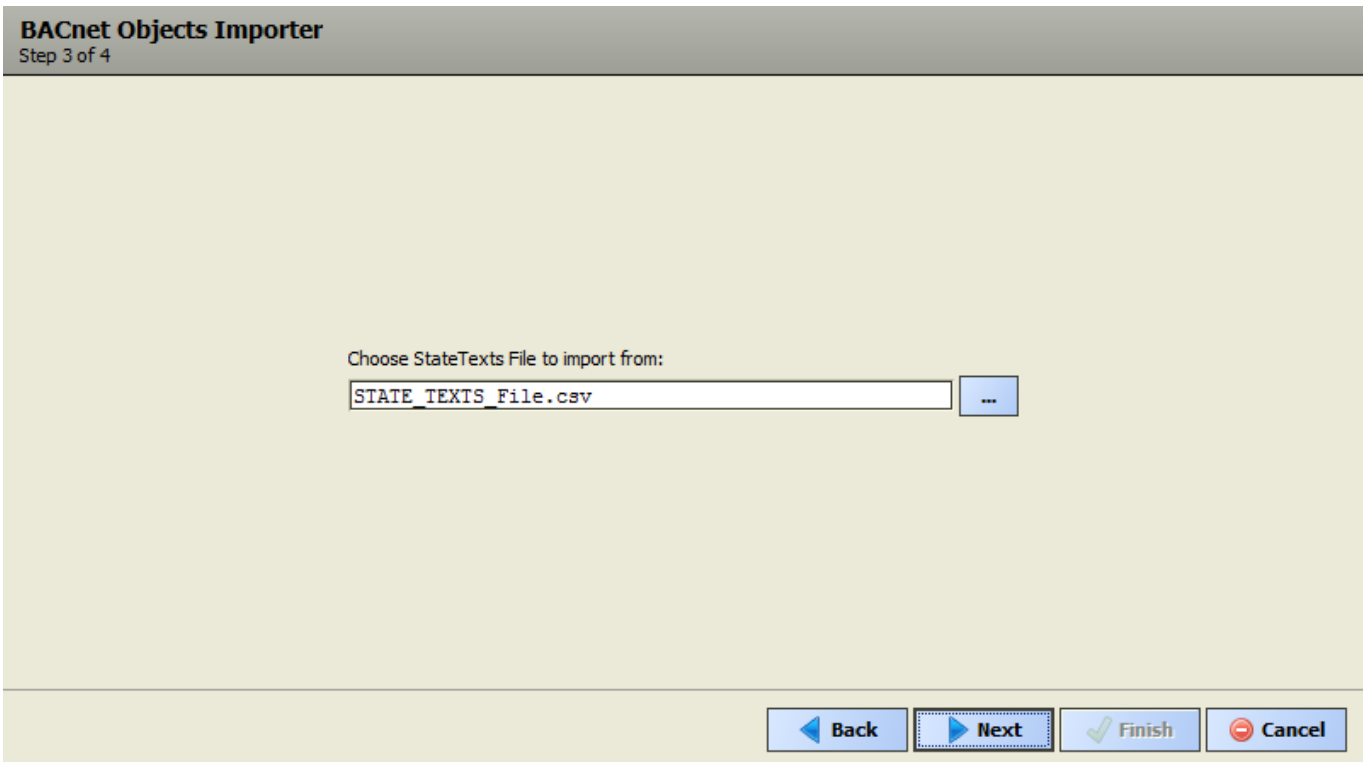 BACnet Objects Importer
Step 3 of 4
Choose StateTexts File to import from:
STATE_TEXTS_File.csv
...
Back Next Finish Cancel